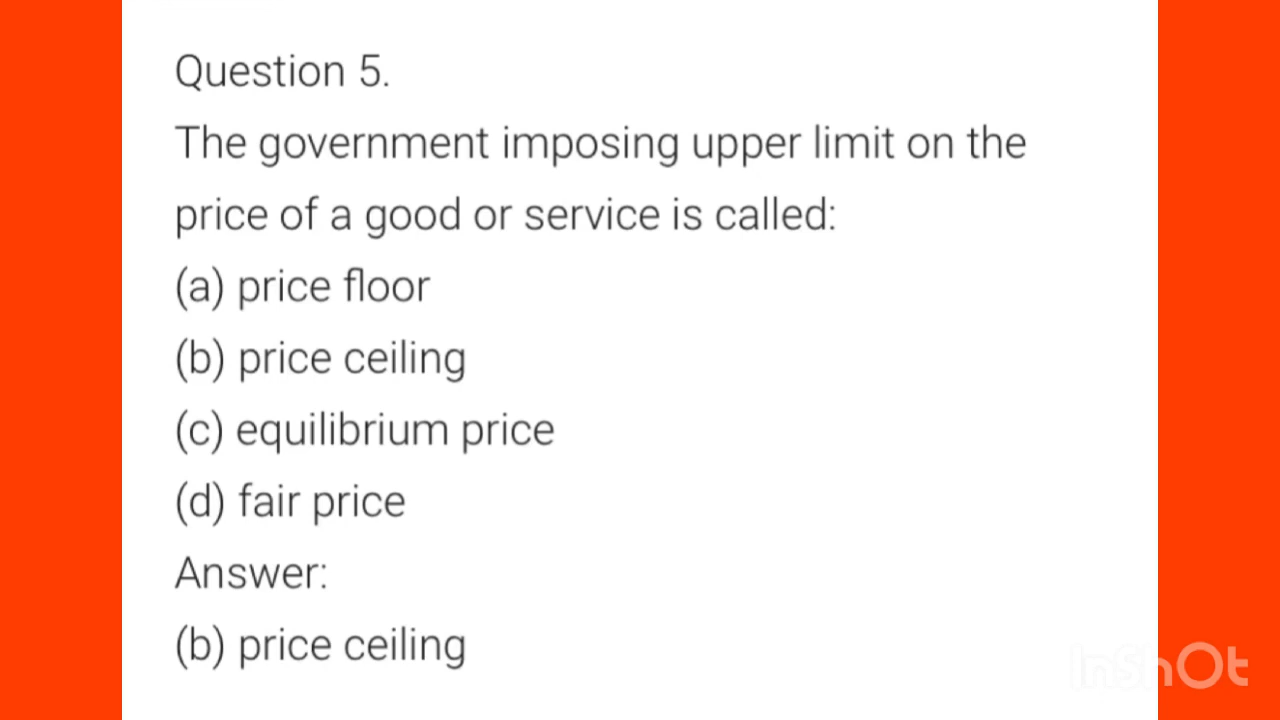 Question 5.
The government imposing upper limit on the
price of a good or service is called:
(a) price floor
(b) price ceiling
(c) equilibrium price
(d) fair price
Answer:
(b) price ceiling
InShOt